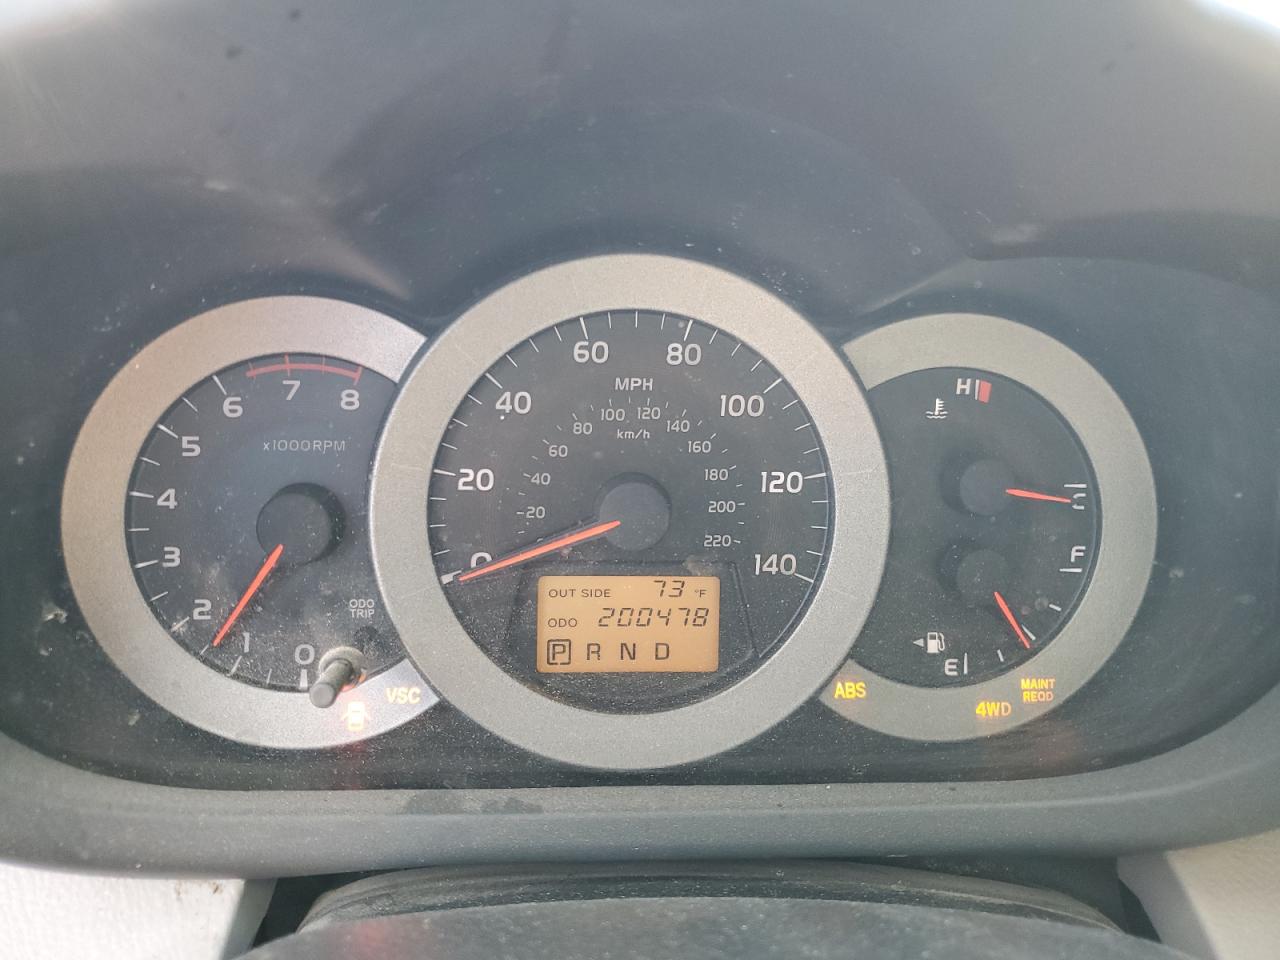 0
1
2
3
4
5
6
7
8
x1000RPM
ODO
TRIP
VSC
0
20
40
60
80
100
120
140
MPH
20
40
60
80
100
120
140
160
180
200
220
km/h
OUT SIDE 73 °F
ODO 200478
P R N D
H
C
F
E
ABS
4WD
MAINT
REQD